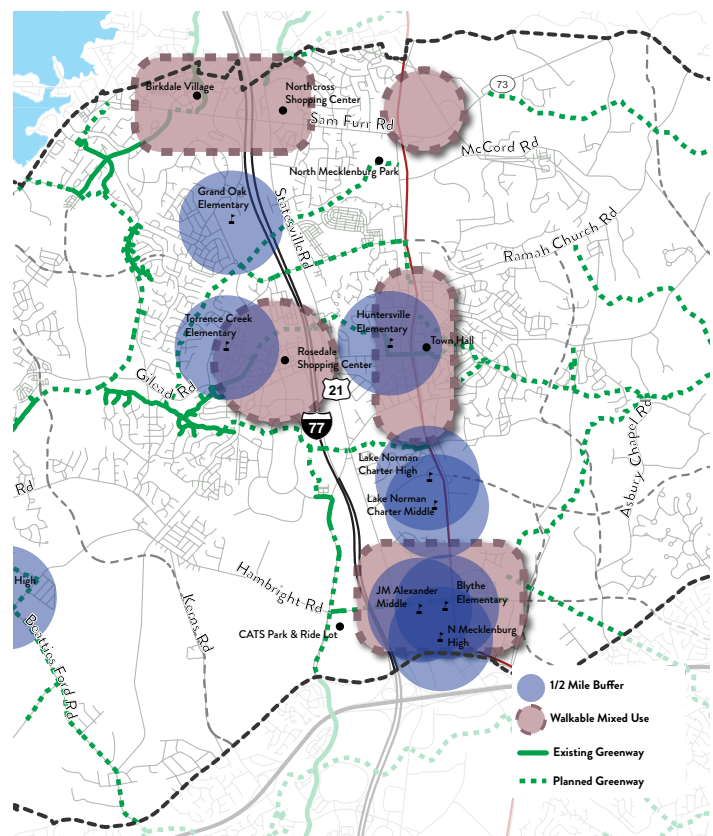 Birkdale Village
Northcross
Shopping Center
73
Sam Furr Rd
McCord Rd
North Mecklenburg Park
Grand Oak
Elementary
Statesville Rd
Ramah Church Rd
Torrence Creek
Elementary
Huntersville
Elementary
Town Hall
Rosedale
Shopping Center
21
Gilead Rd
77
Asbury Chapel Rd
Lake Norman
Charter High
Lake Norman
Charter Middle
Rd
High
Hambright Rd
JM Alexander
Middle
Blythe
Elementary
Kerns Rd
CATS Park & Ride Lot
N Mecklenburg
High
Beatties Ford Rd
1/2 Mile Buffer
Walkable Mixed Use
Existing Greenway
Planned Greenway